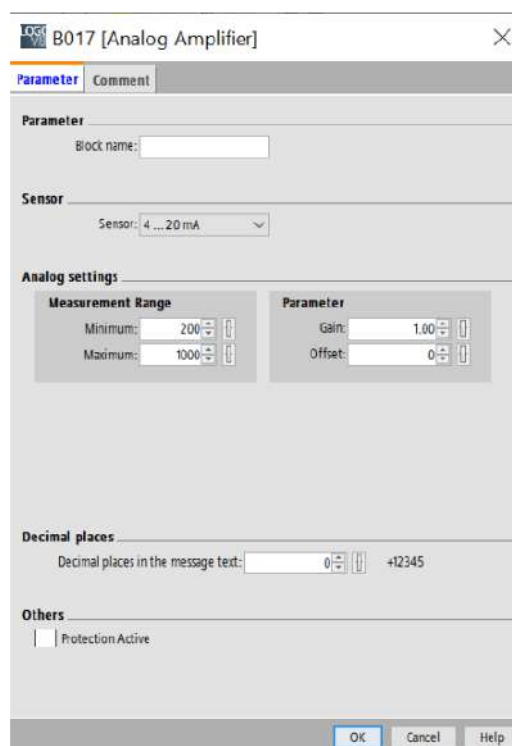 LOGO
B017 [Analog Amplifier]
Parameter Comment
Parameter
Block name:
Sensor
Sensor: 4 ... 20 mA
Analog settings
Measurement Range Parameter
Minimum: 200 Gain: 1.00
Maximum: 1000 Offset: 0
Decimal places
Decimal places in the message text: 0 +12345
Others
Protection Active
OK Cancel Help